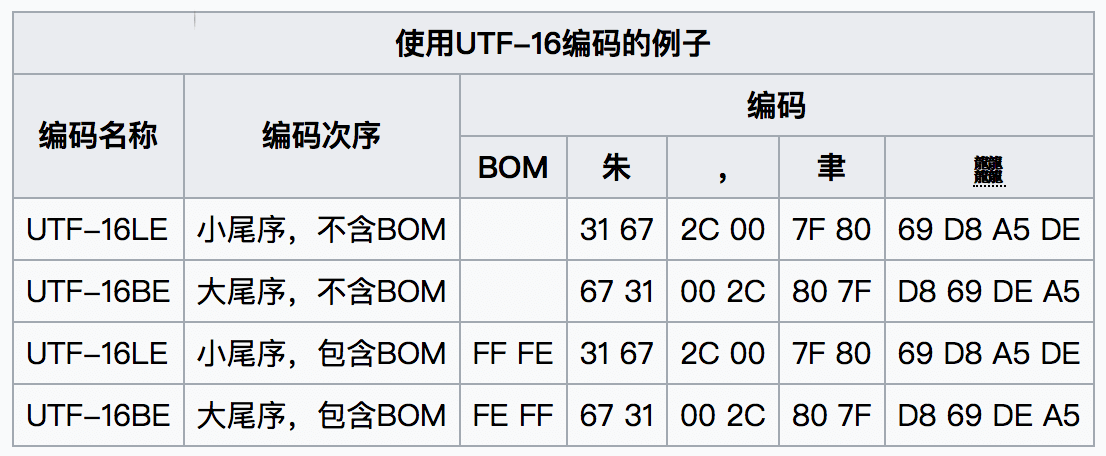 使用UTF-16编码的例子
编码名称 编码次序 编码
BOM 朱 , 聿 𪚥
UTF-16LE 小尾序，不含BOM 31 67 2C 00 7F 80 69 D8 A5 DE
UTF-16BE 大尾序，不含BOM 67 31 00 2C 80 7F D8 69 DE A5
UTF-16LE 小尾序，包含BOM FF FE 31 67 2C 00 7F 80 69 D8 A5 DE
UTF-16BE 大尾序，包含BOM FE FF 67 31 00 2C 80 7F D8 69 DE A5